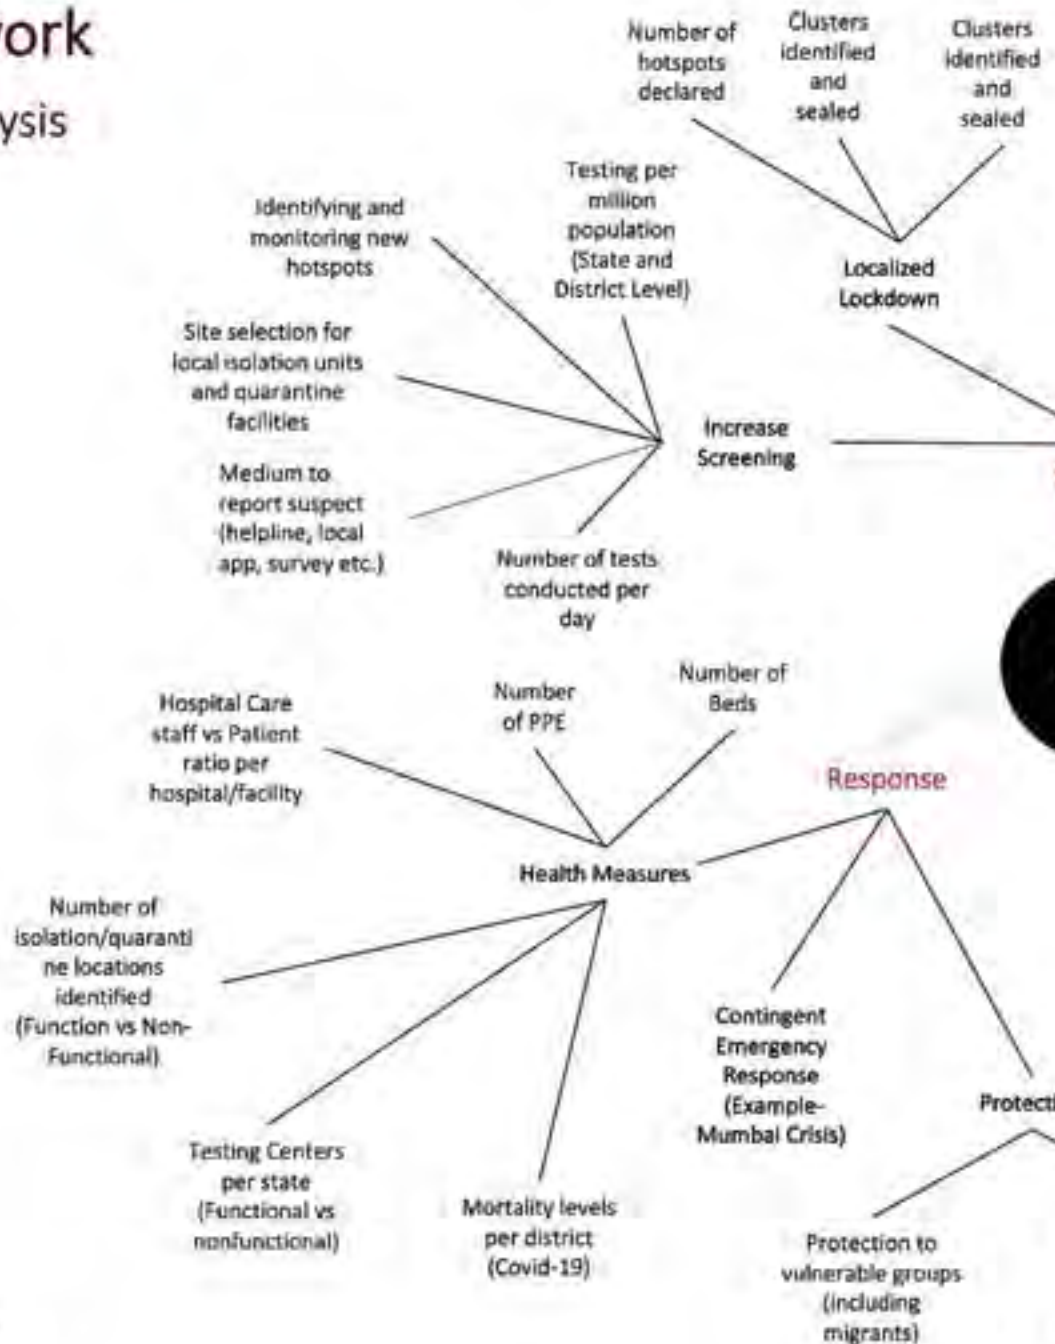 work
ysis
Number of
hotspots
declared
Clusters
identified
and
sealed
Clusters
identified
and
sealed
Testing per
million
population
(State and
District Level)
Identifying and
monitoring new
hotspots
Localized
Lockdown
Site selection for
local isolation units
and quarantine
facilities
Increase
Screening
Medium to
report suspect
(helpline, local
app, survey etc.)
Number of tests
conducted per
day
Hospital Care
staff vs Patient
ratio per
hospital/facility
Number
of PPE
Number of
Beds
Response
Health Measures
Number of
isolation/quaranti
ne locations
identified
(Function vs Non-
Functional)
Contingent
Emergency
Response
(Example-
Mumbai Crisis)
Protecti
Testing Centers
per state
(Functional vs
nonfunctional)
Mortality levels
per district
(Covid-19)
Protection to
vulnerable groups
(including
migrants)